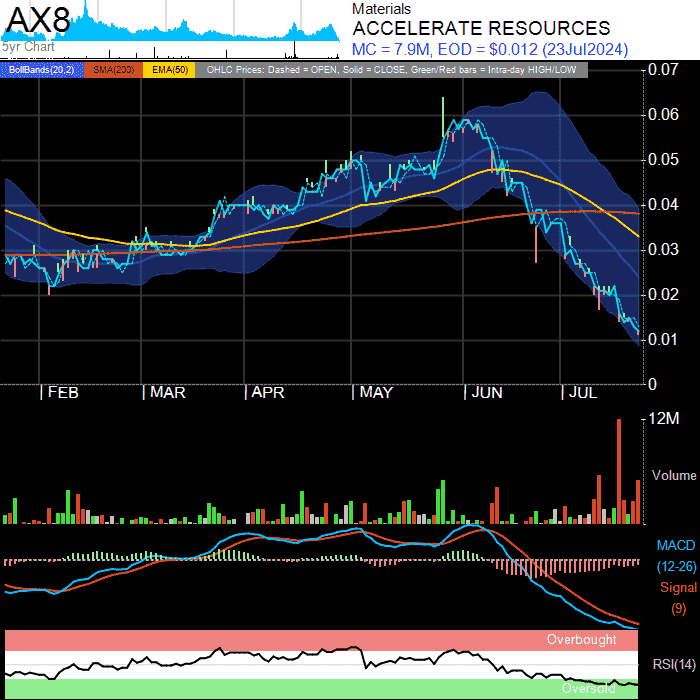 AX8
5yr Chart
Materials
ACCELERATE RESOURCES
MC = 7.9M, EOD = $0.012 (23Jul2024)
BollBands(20,2) SMA(200) EMA(50) OHLC Prices: Dashed = OPEN, Solid = CLOSE, Green/Red bars = Intra-day HIGH/LOW
0.07
0.06
0.05
0.04
0.03
0.02
0.01
0
FEB MAR APR MAY JUN JUL
12M
Volume
MACD
(12-26)
Signal
(9)
Overbought
RSI(14)
Oversold